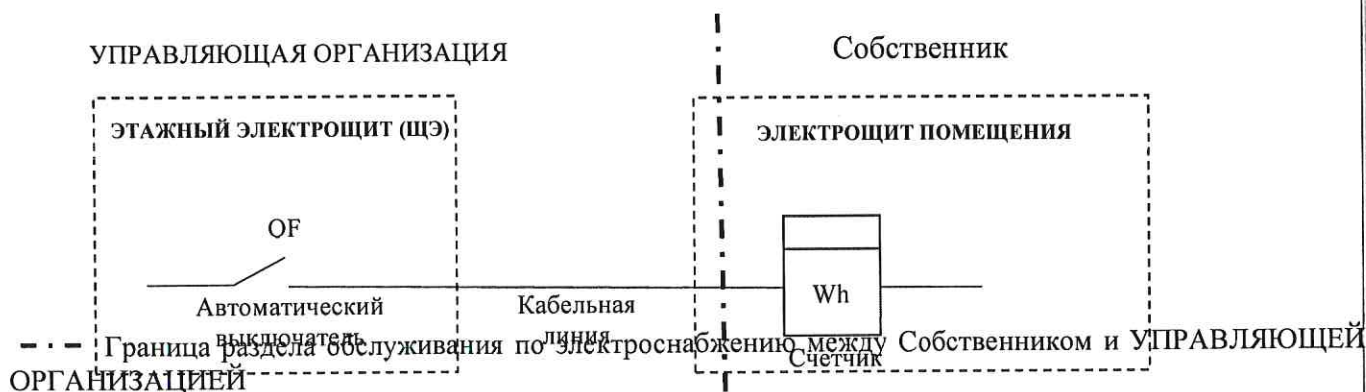 УПРАВЛЯЮЩАЯ ОРГАНИЗАЦИЯ
Собственник
ЭТАЖНЫЙ ЭЛЕКТРОЩИТ (ЩЭ)
ЭЛЕКТРОЩИТ ПОМЕЩЕНИЯ
QF
Wh
Автоматический
выключатель
Кабельная
линия
Счетчик
Граница раздела обслуживания по электроснабжению между Собственником и УПРАВЛЯЮЩЕЙ
ОРГАНИЗАЦИЕЙ